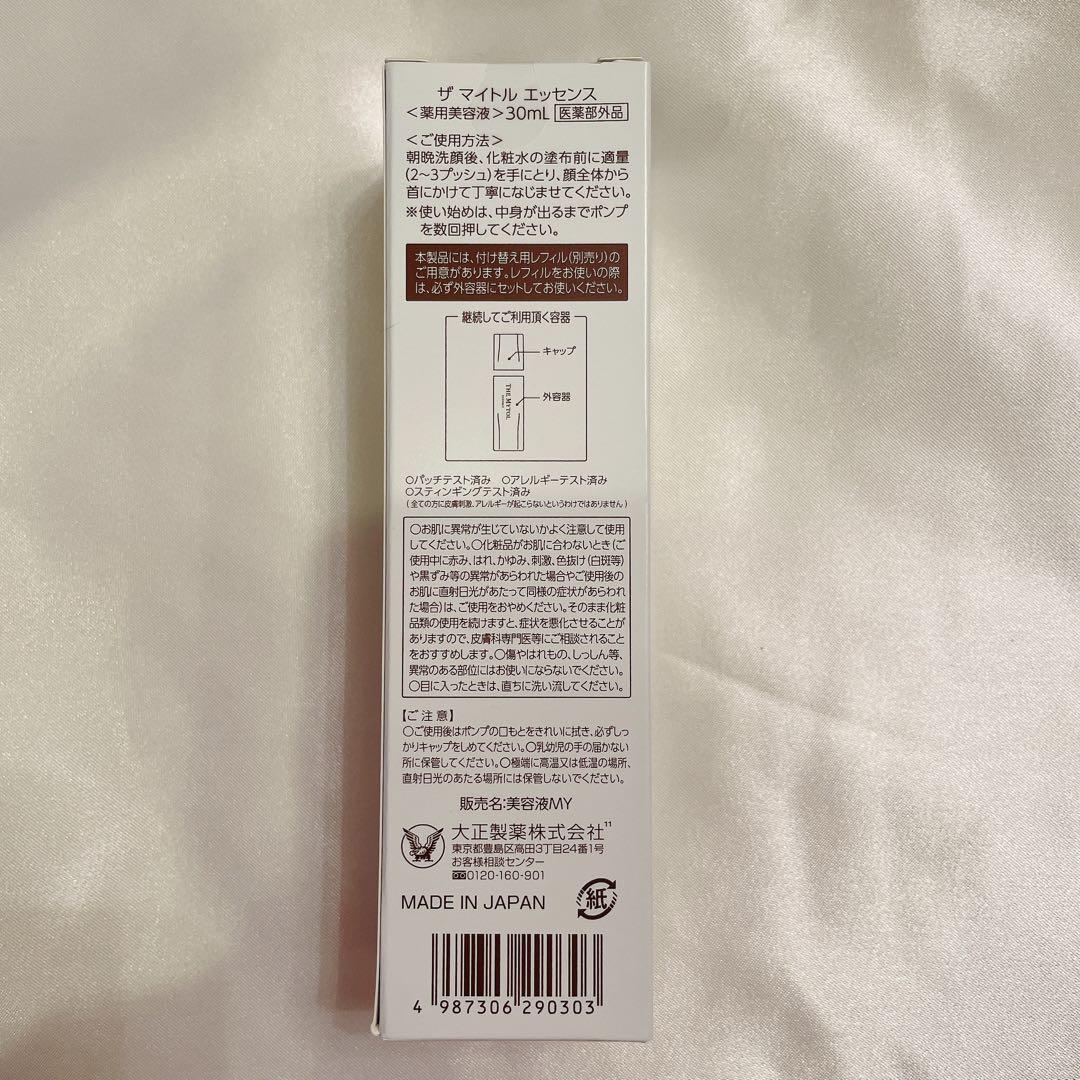 ザ マイトル エッセンス
<薬用美容液>30mL 医薬部外品
<ご使用方法>
朝晩洗顔後、化粧水の塗布前に適量
(2~3プッシュ)を手にとり、顔全体から
首にかけて丁寧になじませてください。
※使い始めは、中身が出るまでポンプ
を数回押してください。
本製品には、付け替え用レフィル(別売り)の
ご用意があります。レフィルをお使いの際
は、必ず外容器にセットしてお使いください。
継続してご利用頂く容器
キャップ
THE MYTOL
外容器
○パッチテスト済み ○アレルギーテスト済み
○スティンギングテスト済み
(全ての方に皮膚刺激、アレルギーが起こらないというわけではありません)
○お肌に異常が生じていないかよく注意して使用
してください。○化粧品がお肌に合わないとき(ご
使用中に赤み、はれ、かゆみ、刺激、色抜け(白斑等)
や黒ずみ等の異常があらわれた場合やご使用後の
お肌に直射日光があたって同様の症状があらわれ
た場合)は、ご使用をおやめください。そのまま化粧
品類の使用を続けますと、症状を悪化させることが
ありますので、皮膚科専門医等にご相談されること
をおすすめします。○傷やはれもの、しっしん等、
異常のある部位にはお使いにならないでください。
○目に入ったときは、直ちに洗い流してください。
【ご注意】
○ご使用後はポンプの口もとをきれいに拭き、必ずしっ
かりキャップをしめてください。○乳幼児の手の届かない
所に保管してください。○極端に高温又は低温の場所、
直射日光のあたる場所には保管しないでください。
販売名:美容液MY
大正製薬株式会社11
東京都豊島区高田3丁目24番1号
お客様相談センター
0120-160-901
MADE IN JAPAN
紙
4 987306 290303